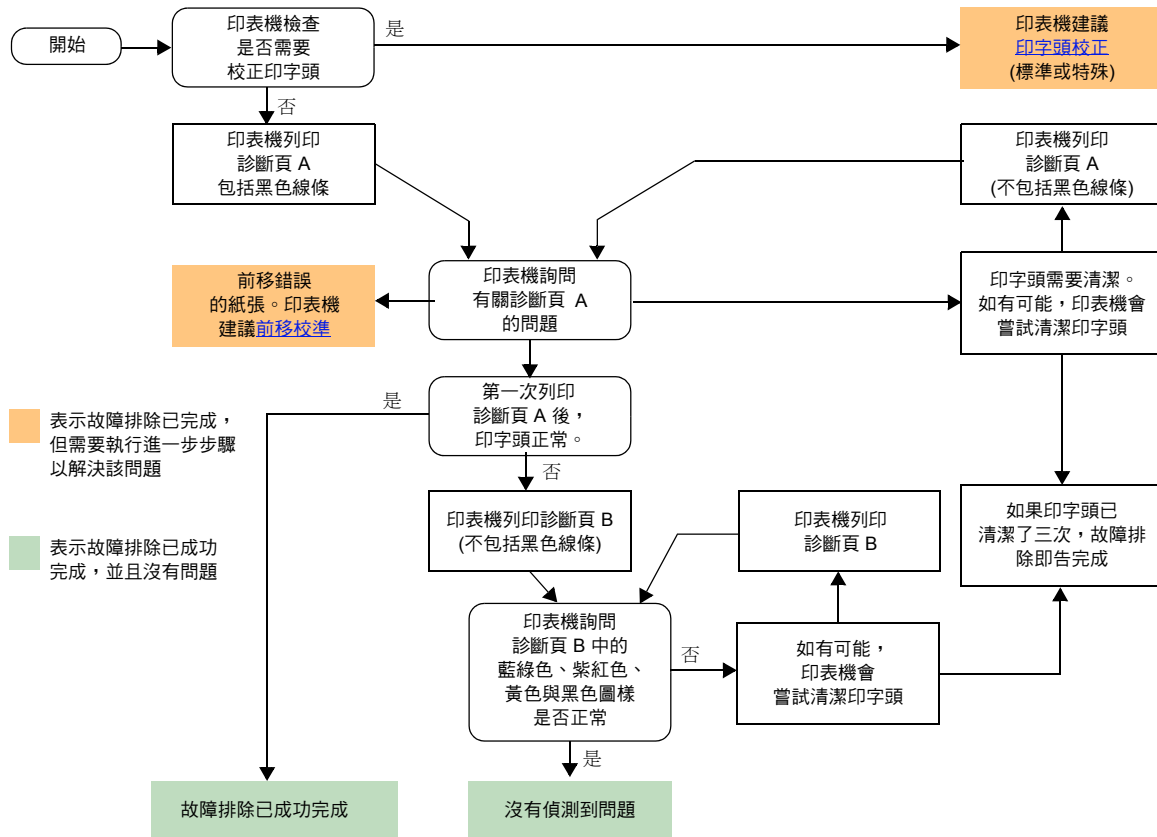 開始
印表機檢查
是否需要
校正印字頭
是
印表機建議
印字頭校正
(標準或特殊)
否
印表機列印
診斷頁 A
包括黑色線條
印表機列印
診斷頁 A
(不包括黑色線條)
前移錯誤
的紙張。印表機
建議前移校準
印表機詢問
有關診斷頁 A
的問題
印字頭需要清潔。
如有可能，印表機會
嘗試清潔印字頭
是
第一次列印
診斷頁 A 後，
印字頭正常。
表示故障排除已完成，
但需要執行進一步步驟
以解決該問題
否
印表機列印診斷頁 B
(不包括黑色線條)
印表機列印
診斷頁 B
如果印字頭已
清潔了三次，故障排
除即告完成
表示故障排除已成功
完成，並且沒有問題
印表機詢問
診斷頁 B 中的
藍綠色、紫紅色、
黃色與黑色圖樣
是否正常
否
如有可能，
印表機會
嘗試清潔印字頭
是
故障排除已成功完成
沒有偵測到問題